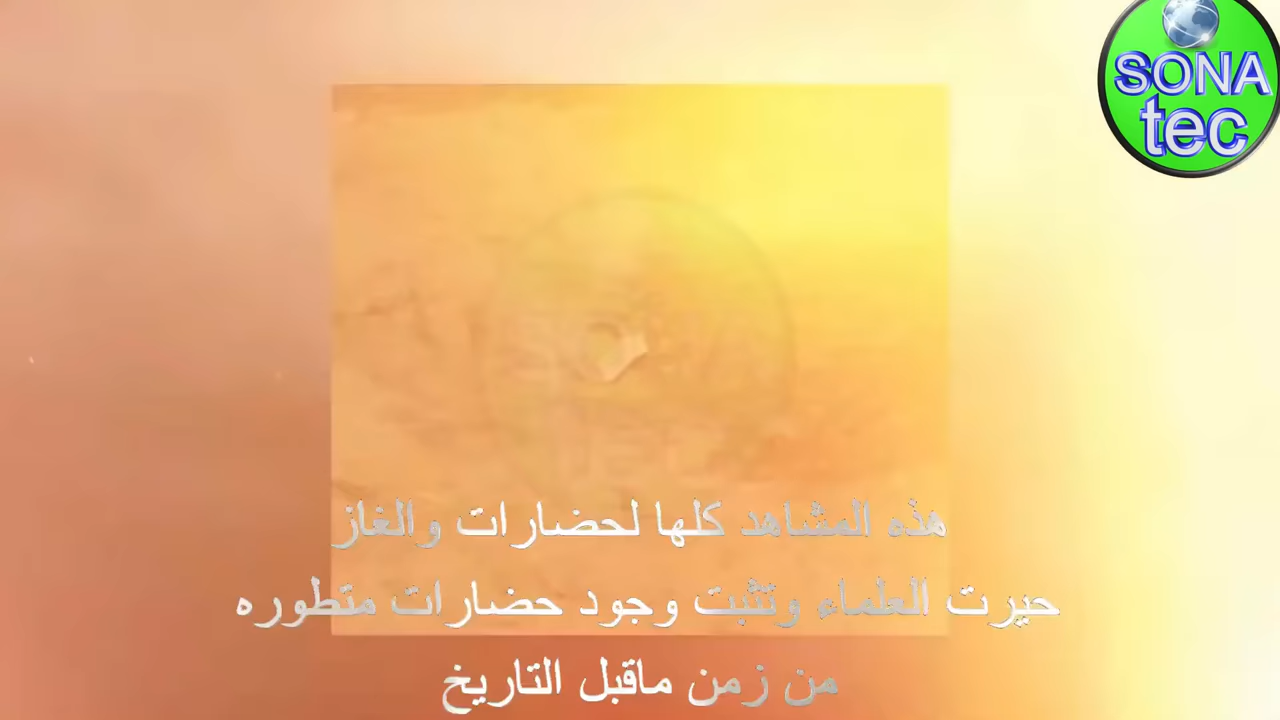 SONA
tec
هذه المشاهد كلها لحضارات والغاز
حيرت العلماء وتثبت وجود حضارات متطوره
من زمن ماقبل التاريخ